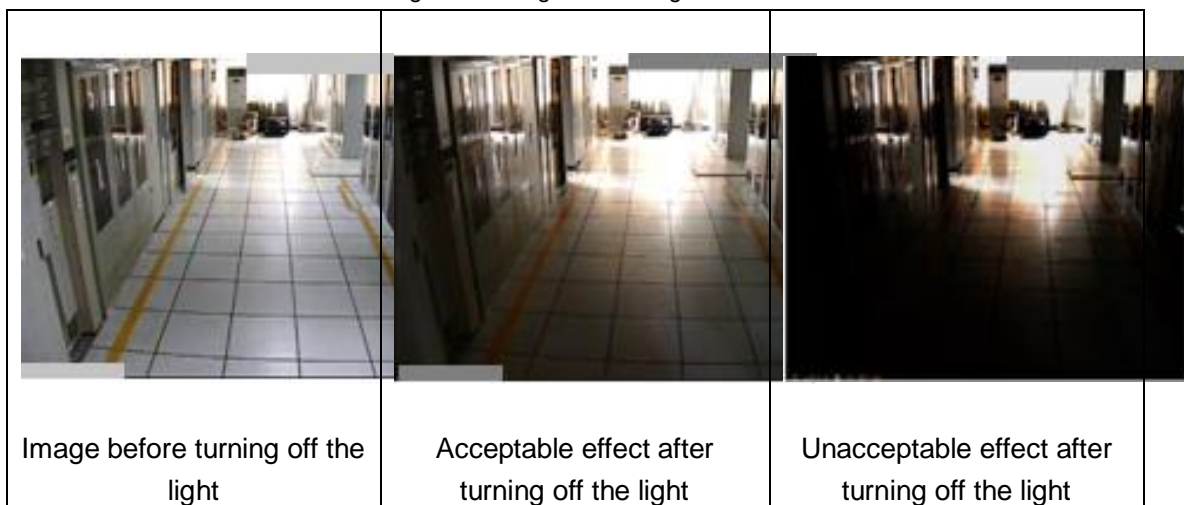 Image before turning off the
light
Acceptable effect after
turning off the light
Unacceptable effect after
turning off the light